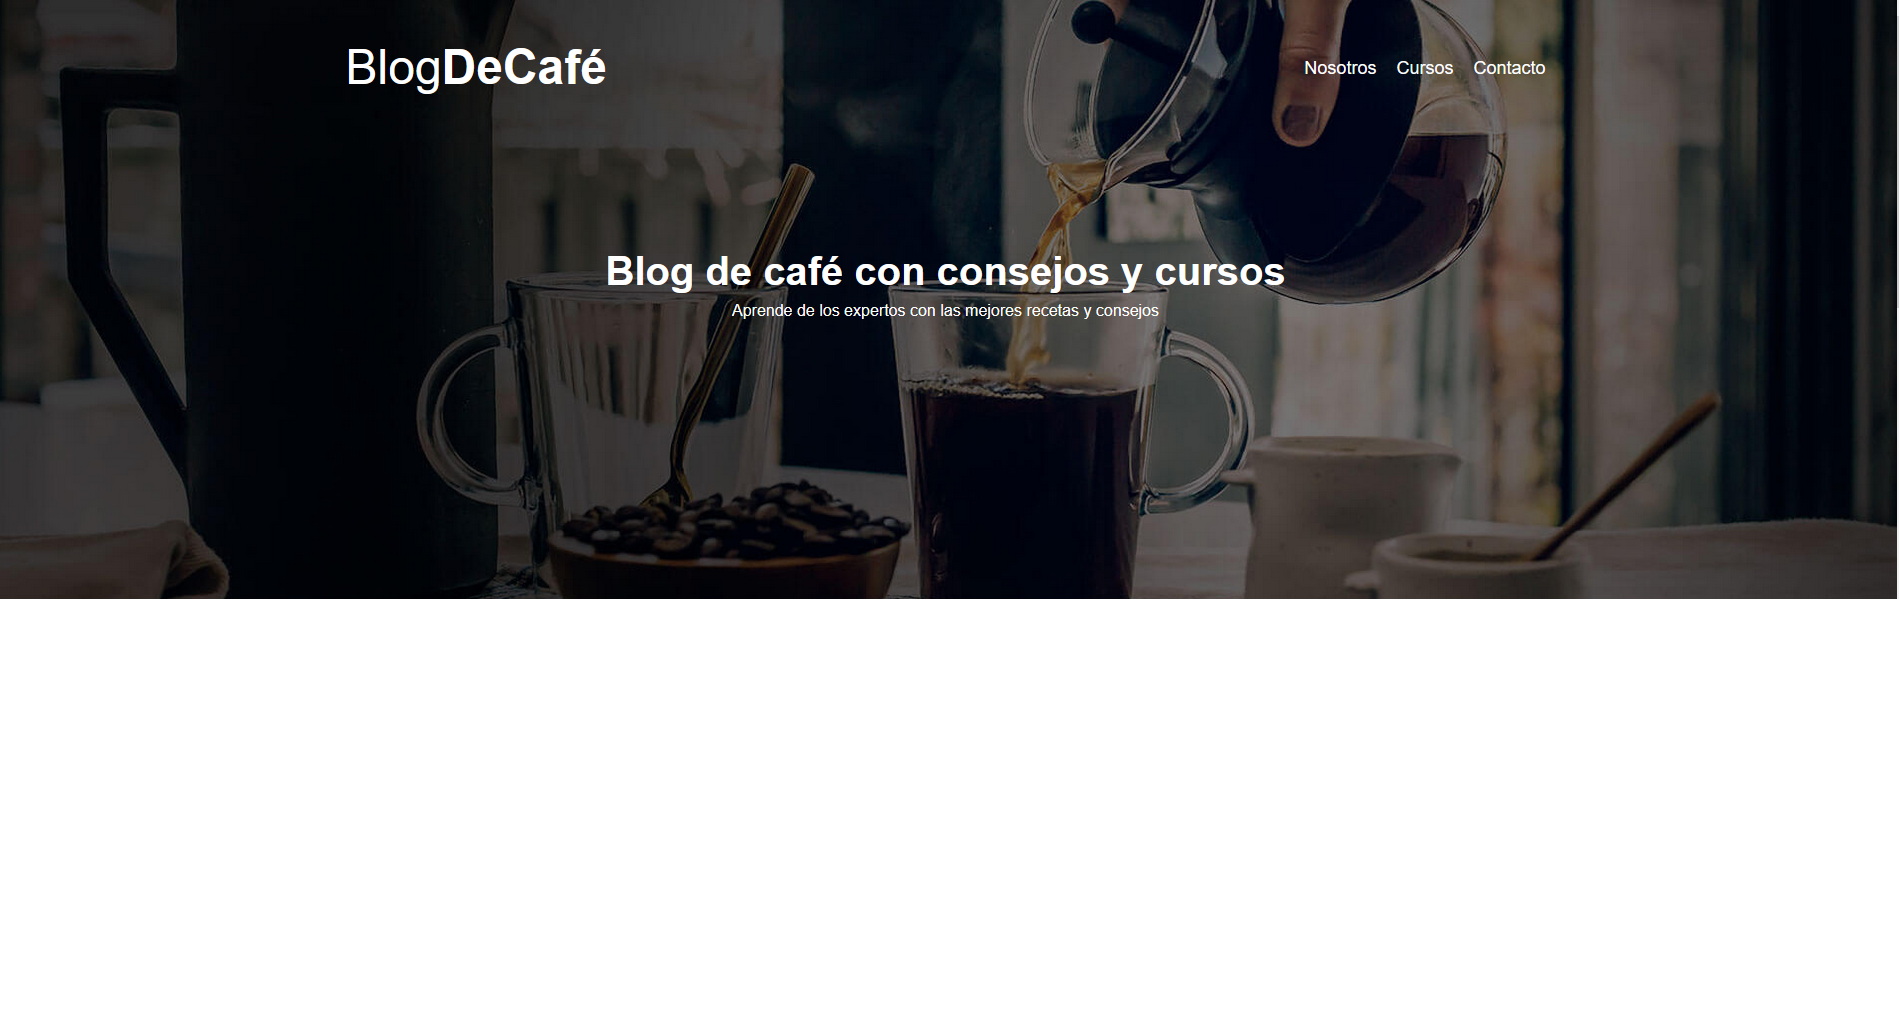 BlogDeCafé
Nosotros Cursos Contacto
Blog de café con consejos y cursos
Aprende de los expertos con las mejores recetas y consejos